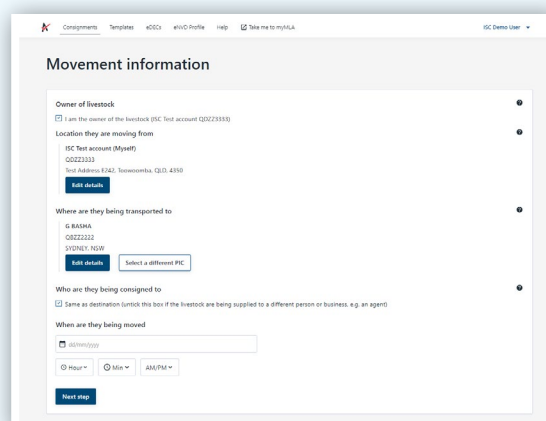 Consignments Templates eDECs eNVD Profile Help Take me to myMLA ISC Demo User
Movement information
Owner of livestock
I am the owner of the livestock (ISC Test account QDZZ3333)
Location they are moving from
ISC Test account (Myself)
QDZZ3333
Test Address E242, Toowoomba, QLD, 4350
Edit details
Where are they being transported to
G BASHA
QBZZ2222
SYDNEY, NSW
Edit details Select a different PIC
Who are they being consigned to
Same as destination (untick this box if the livestock are being supplied to a different person or business, e.g. an agent)
When are they being moved
dd/mm/yyyy
Hour Min AM/PM
Next step